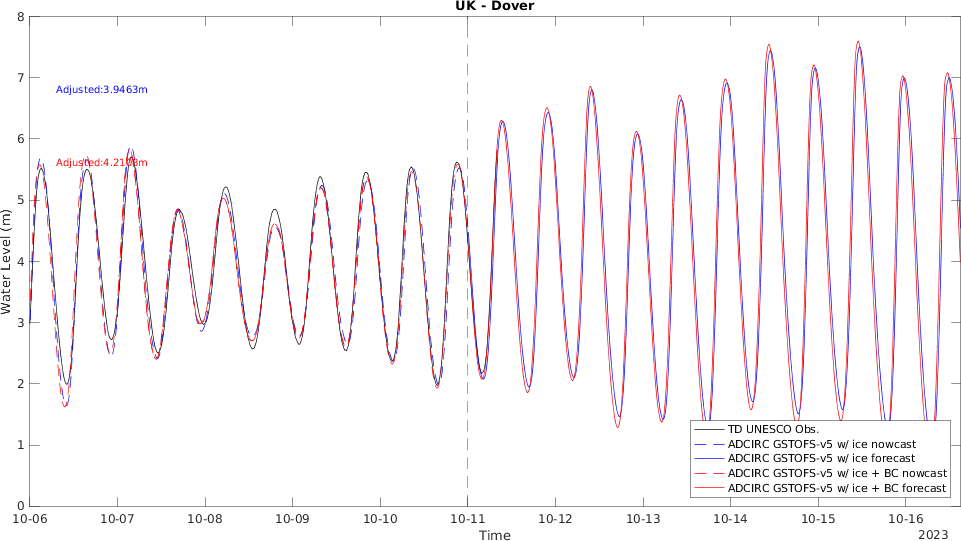 UK - Dover
8
7
6
5
4
3
2
1
0
Water Level (m)
Adjusted:3.9463m
TD UNESCO Obs.
ADCIRC GSTOFS-v5 w/ ice nowcast
ADCIRC GSTOFS-v5 w/ ice forecast
ADCIRC GSTOFS-v5 w/ ice + BC nowcast
ADCIRC GSTOFS-v5 w/ ice + BC forecast
10-06 10-07 10-08 10-09 10-10 10-11 10-12 10-13 10-14 10-15 10-16
Time
2023